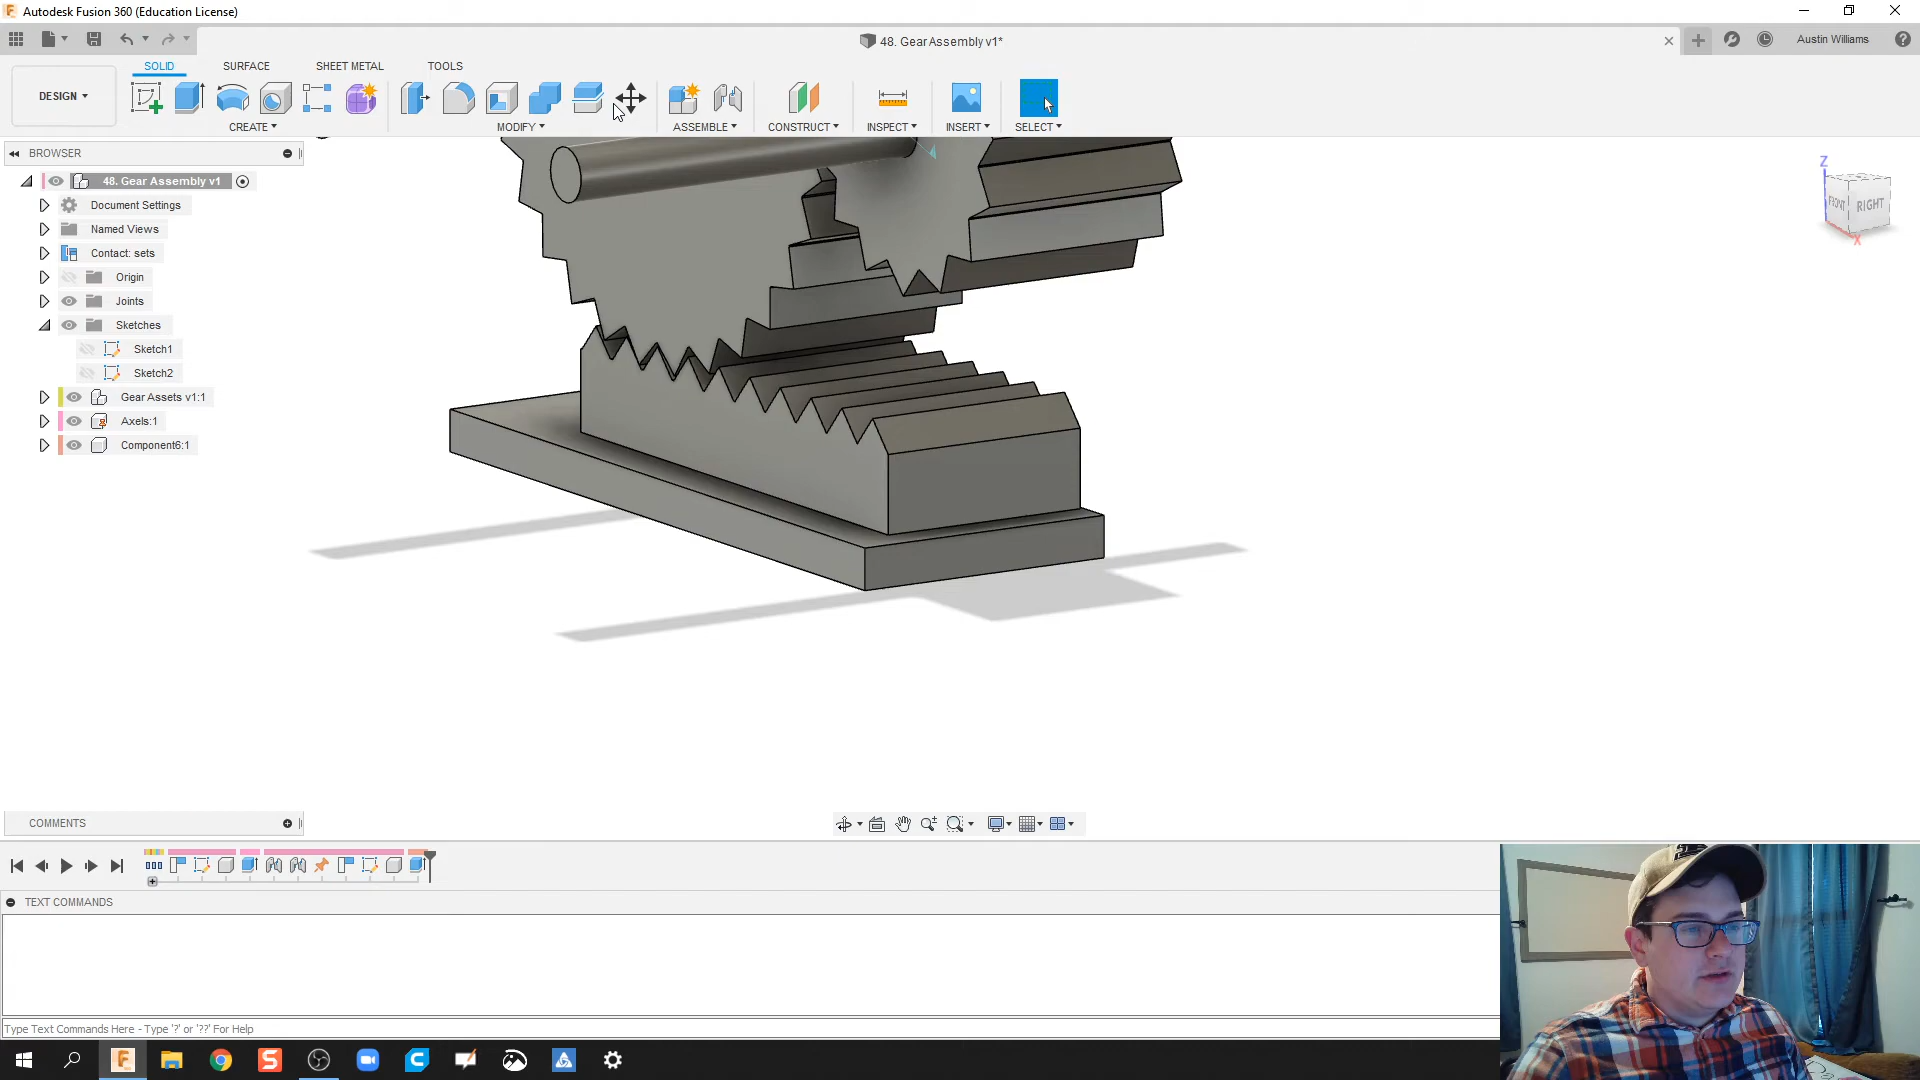 Autodesk Fusion 360 (Education License)
48. Gear Assembly v1*
Austin Williams
DESIGN
SOLID
SURFACE
SHEET METAL
TOOLS
CREATE
MODIFY
ASSEMBLE
CONSTRUCT
INSPECT
INSERT
SELECT
BROWSER
48. Gear Assembly v1
Document Settings
Named Views
Contact: sets
Origin
Joints
Sketches
Sketch1
Sketch2
Gear Assets v1:1
Axels:1
Component6:1
Z
FRONT
RIGHT
X
COMMENTS
TEXT COMMANDS
Type Text Commands Here - Type '?' or '??' For Help